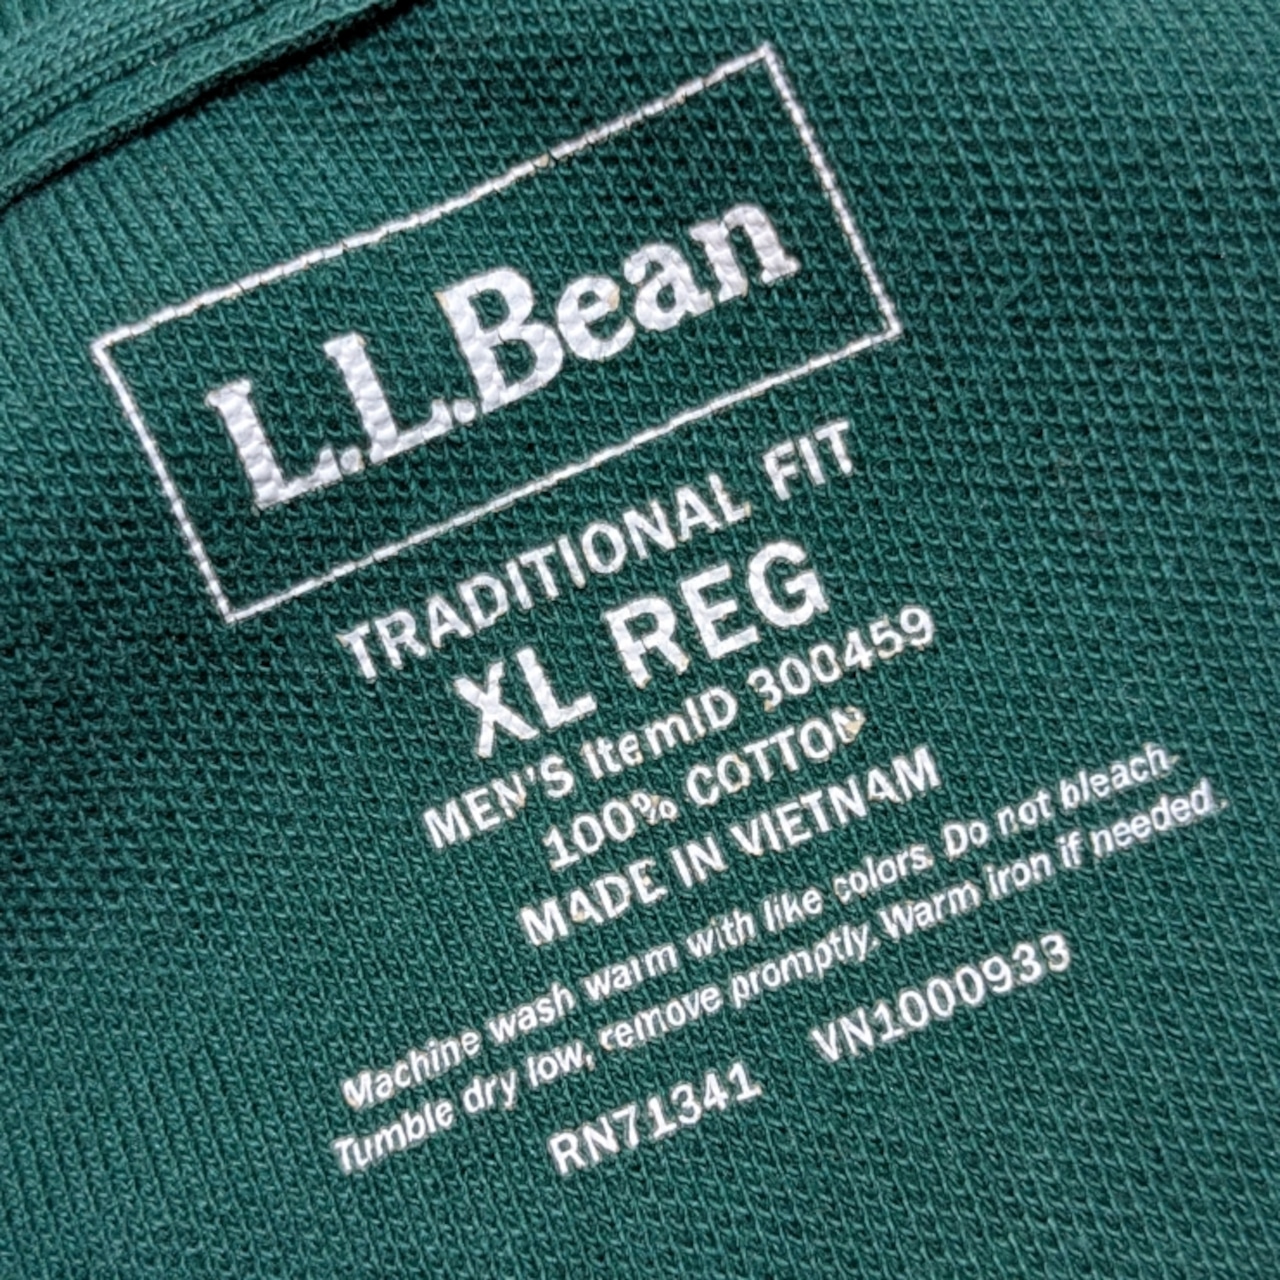 L.L.Bean
TRADITIONAL FIT
XL REG
MEN'S ItemID 300459
100% COTTON
MADE IN VIETNAM
Machine wash warm with like colors. Do not bleach.
Tumble dry low, remove promptly. Warm iron if needed.
RN71341 VN1000933